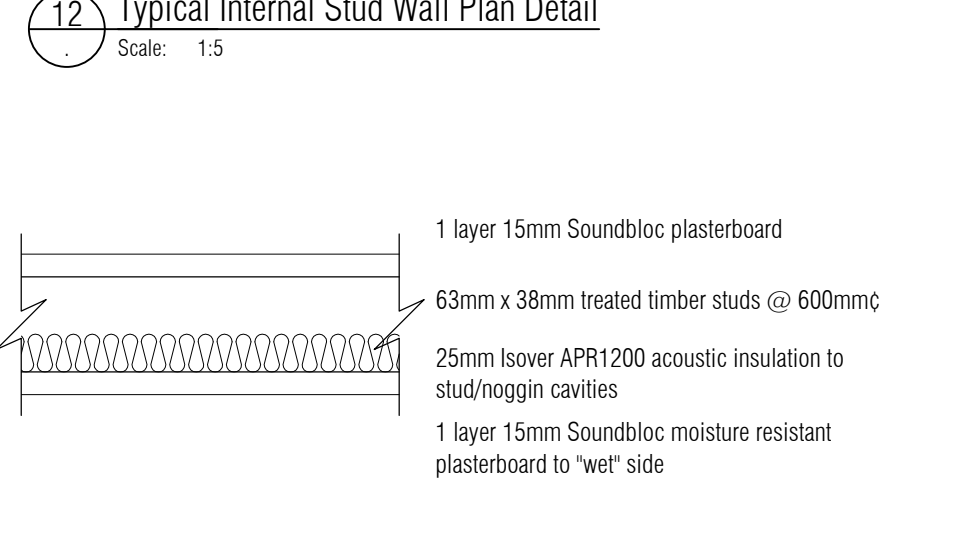 12
Typical Internal Stud Wall Plan Detail
.
Scale: 1:5
1 layer 15mm Soundbloc plasterboard
63mm x 38mm treated timber studs @ 600mm¢
25mm Isover APR1200 acoustic insulation to
stud/noggin cavities
1 layer 15mm Soundbloc moisture resistant
plasterboard to "wet" side